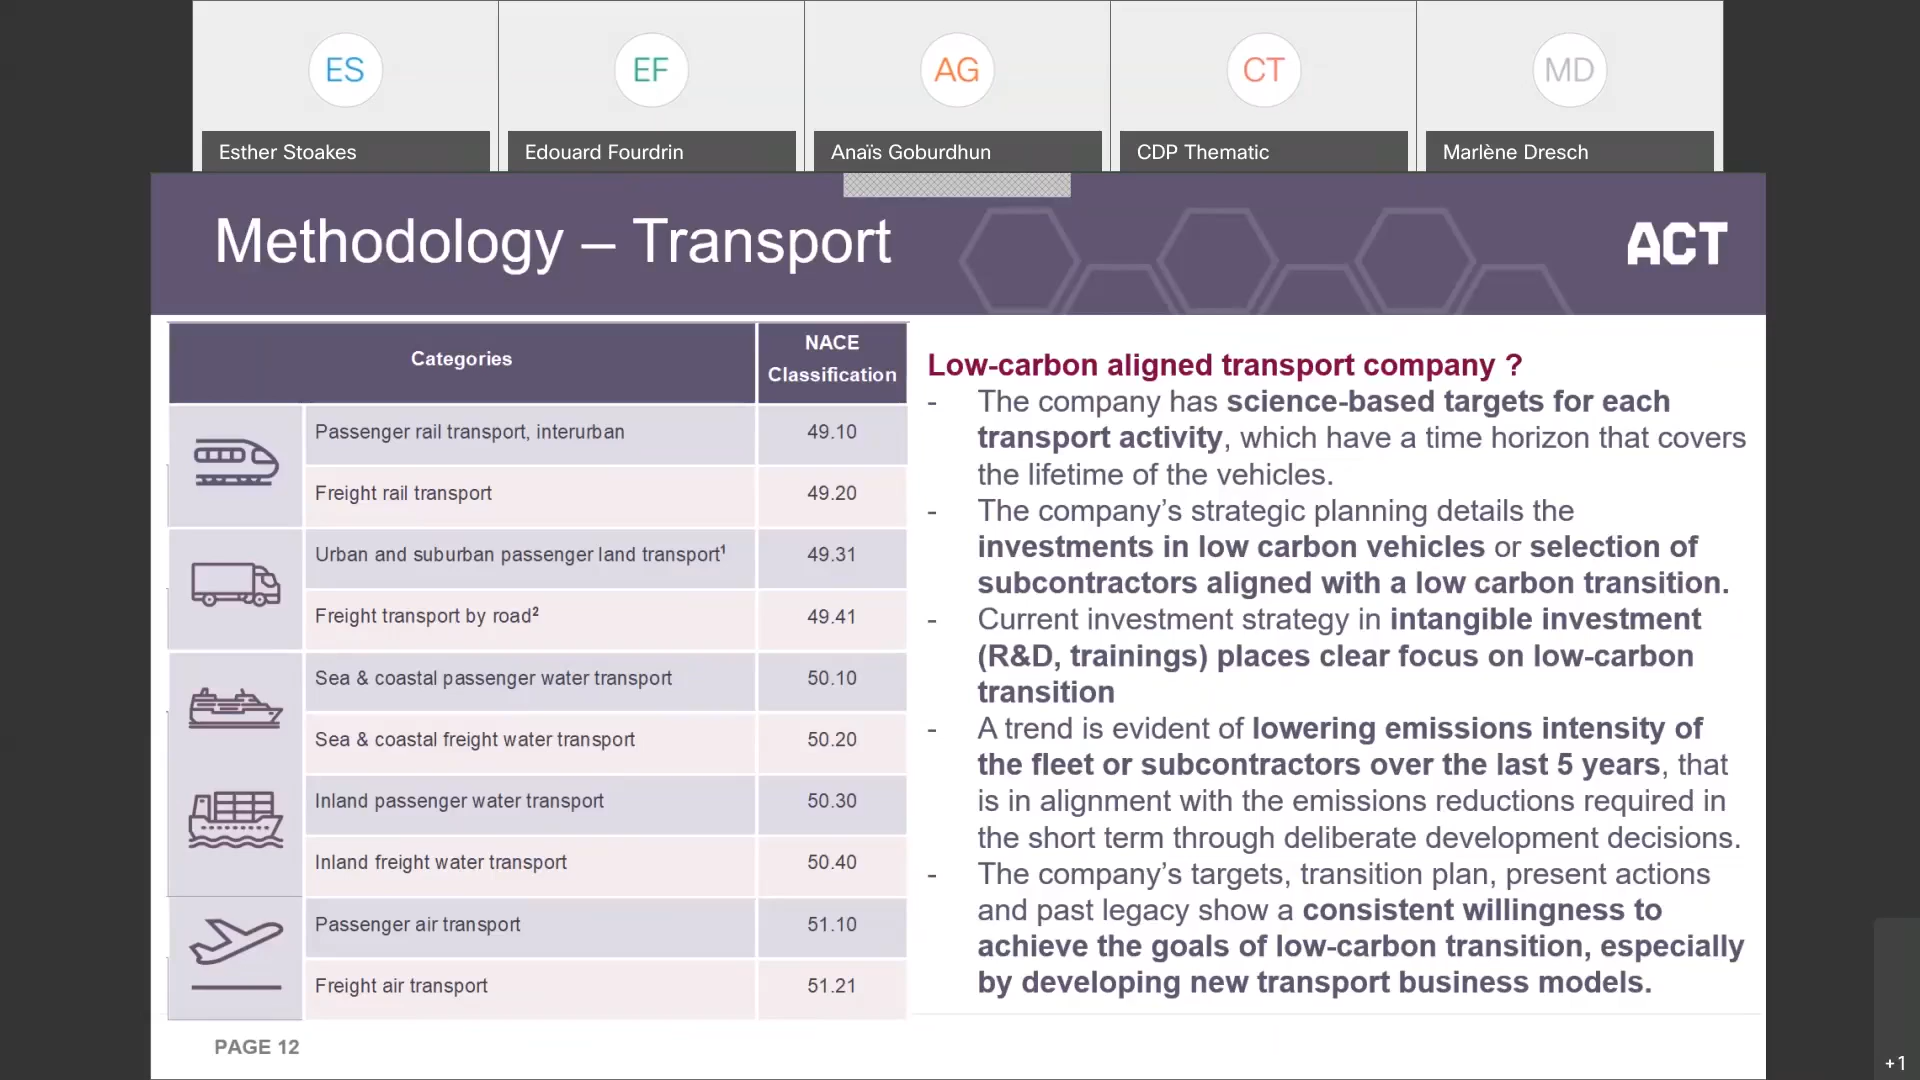 ES
EF
AG
CT
MD
Esther Stoakes
Edouard Fourdrin
Anaïs Goburdhun
CDP Thematic
Marlène Dresch
Methodology – Transport
ACT
Categories
NACE
Classification
Passenger rail transport, interurban 49.10
Freight rail transport 49.20
Urban and suburban passenger land transport¹ 49.31
Freight transport by road² 49.41
Sea & coastal passenger water transport 50.10
Sea & coastal freight water transport 50.20
Inland passenger water transport 50.30
Inland freight water transport 50.40
Passenger air transport 51.10
Freight air transport 51.21
Low-carbon aligned transport company ?
- The company has science-based targets for each
transport activity, which have a time horizon that covers
the lifetime of the vehicles.
- The company’s strategic planning details the
investments in low carbon vehicles or selection of
subcontractors aligned with a low carbon transition.
- Current investment strategy in intangible investment
(R&D, trainings) places clear focus on low-carbon
transition
- A trend is evident of lowering emissions intensity of
the fleet or subcontractors over the last 5 years, that
is in alignment with the emissions reductions required in
the short term through deliberate development decisions.
- The company’s targets, transition plan, present actions
and past legacy show a consistent willingness to
achieve the goals of low-carbon transition, especially
by developing new transport business models.
PAGE 12
+1